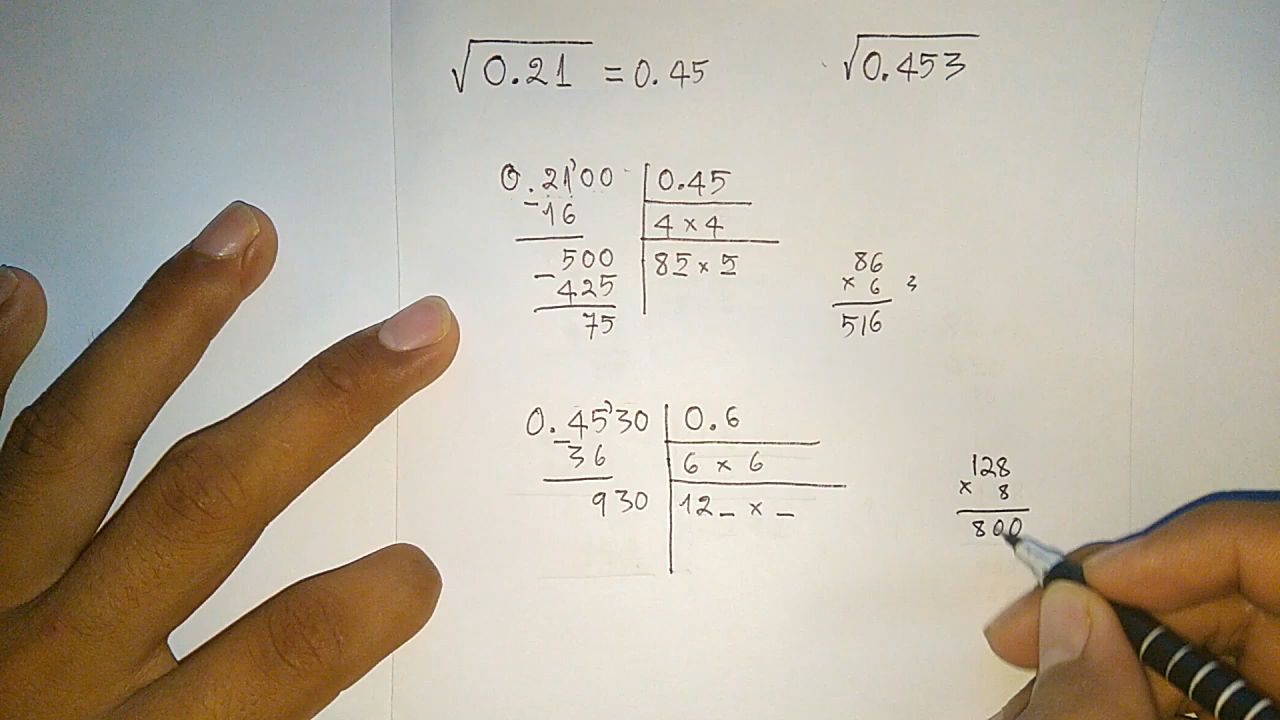 √0.21 = 0.45
√0.453
0.21'00 0.45
-16 4 × 4
500 85 × 5
-425
75
86
× 6 3
516
0.45'30 0.6
-36 6 × 6
930 12_ × _
128
× 8
800